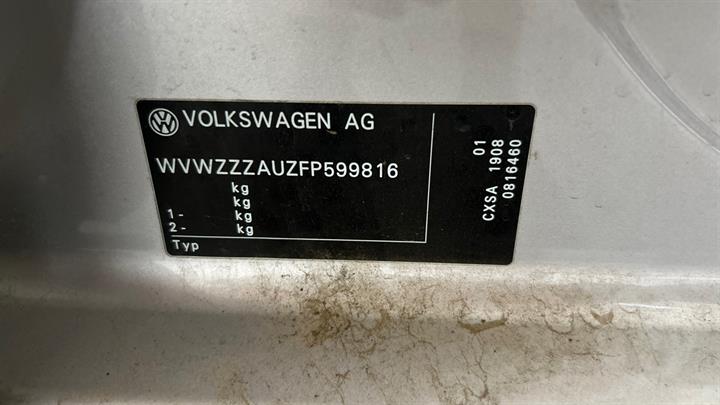 VOLKSWAGEN AG
WVWZZZAUZFP599816
kg
kg
1- kg
2- kg
Typ
01
CXSA 1908
0816460